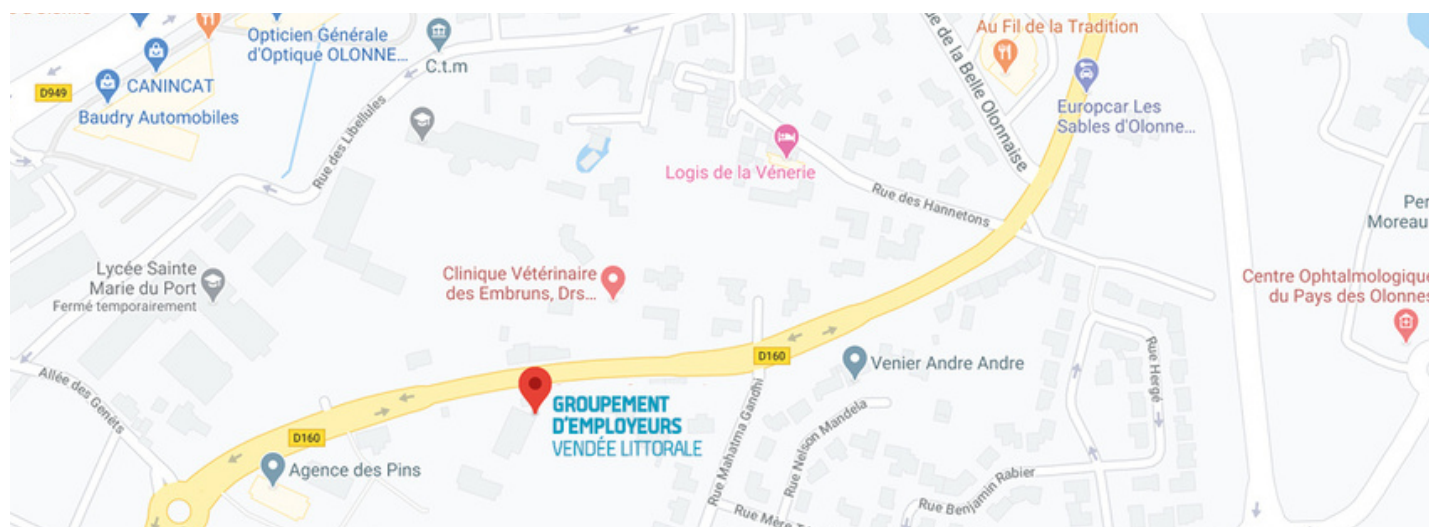 Opticien Générale
d'Optique OLONNE...
C.t.m
CANINCAT
D949
Baudry Automobiles
Rue des Libellules
Au Fil de la Tradition
Rue de la Belle Olonnaise
Europcar Les
Sables d'Olonne...
Logis de la Vénerie
Rue des Hannetons
Per
Moreau
Lycée Sainte
Marie du Port
Fermé temporairement
Clinique Vétérinaire
des Embruns, Drs...
Centre Ophtalmologique
du Pays des Olonnes
D160
Venier Andre Andre
Rue Hergé
Allée des Genêts
GROUPEMENT
D'EMPLOYEURS
VENDÉE LITTORALE
Rue Mahatma Gandhi
Rue Nelson Mandela
D160
Agence des Pins
Rue Benjamin Rabier
Rue Mère T